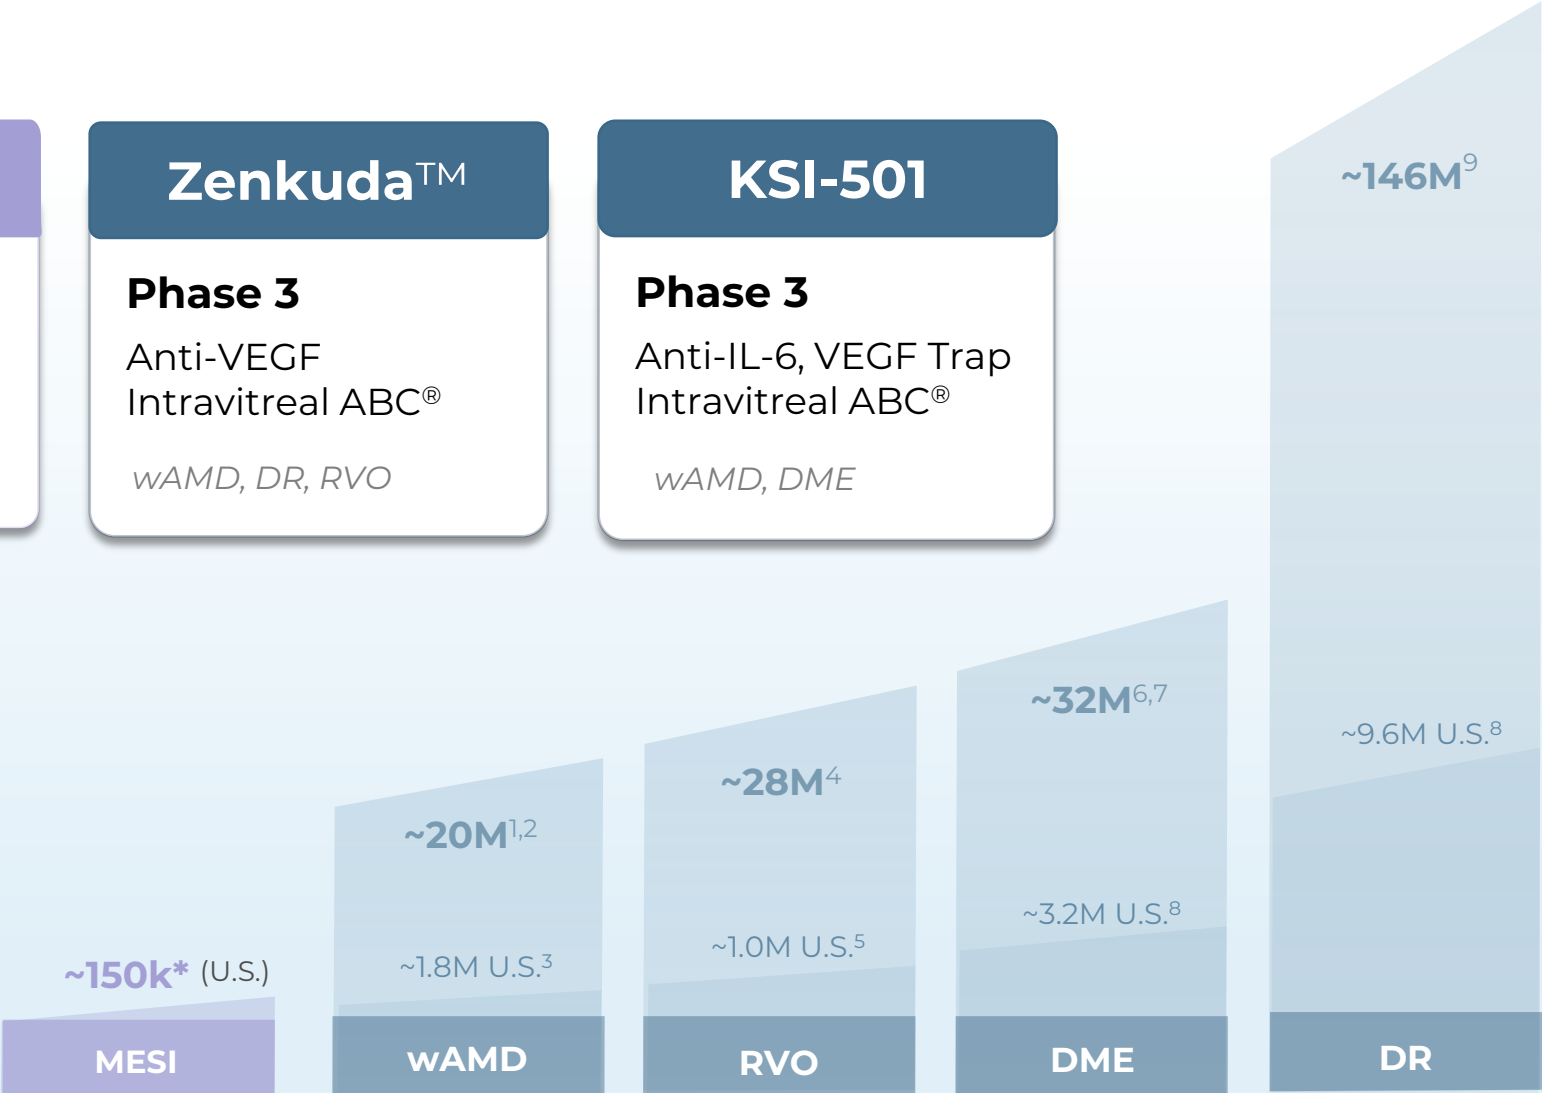 Zenkuda™
Phase 3
Anti-VEGF
Intravitreal ABC®
wAMD, DR, RVO
KSI-501
Phase 3
Anti-IL-6, VEGF Trap
Intravitreal ABC®
wAMD, DME
~150k* (U.S.)
MESI
~20M1,2
~1.8M U.S.3
wAMD
~28M4
~1.0M U.S.5
RVO
~32M6,7
~3.2M U.S.8
DME
~146M9
~9.6M U.S.8
DR